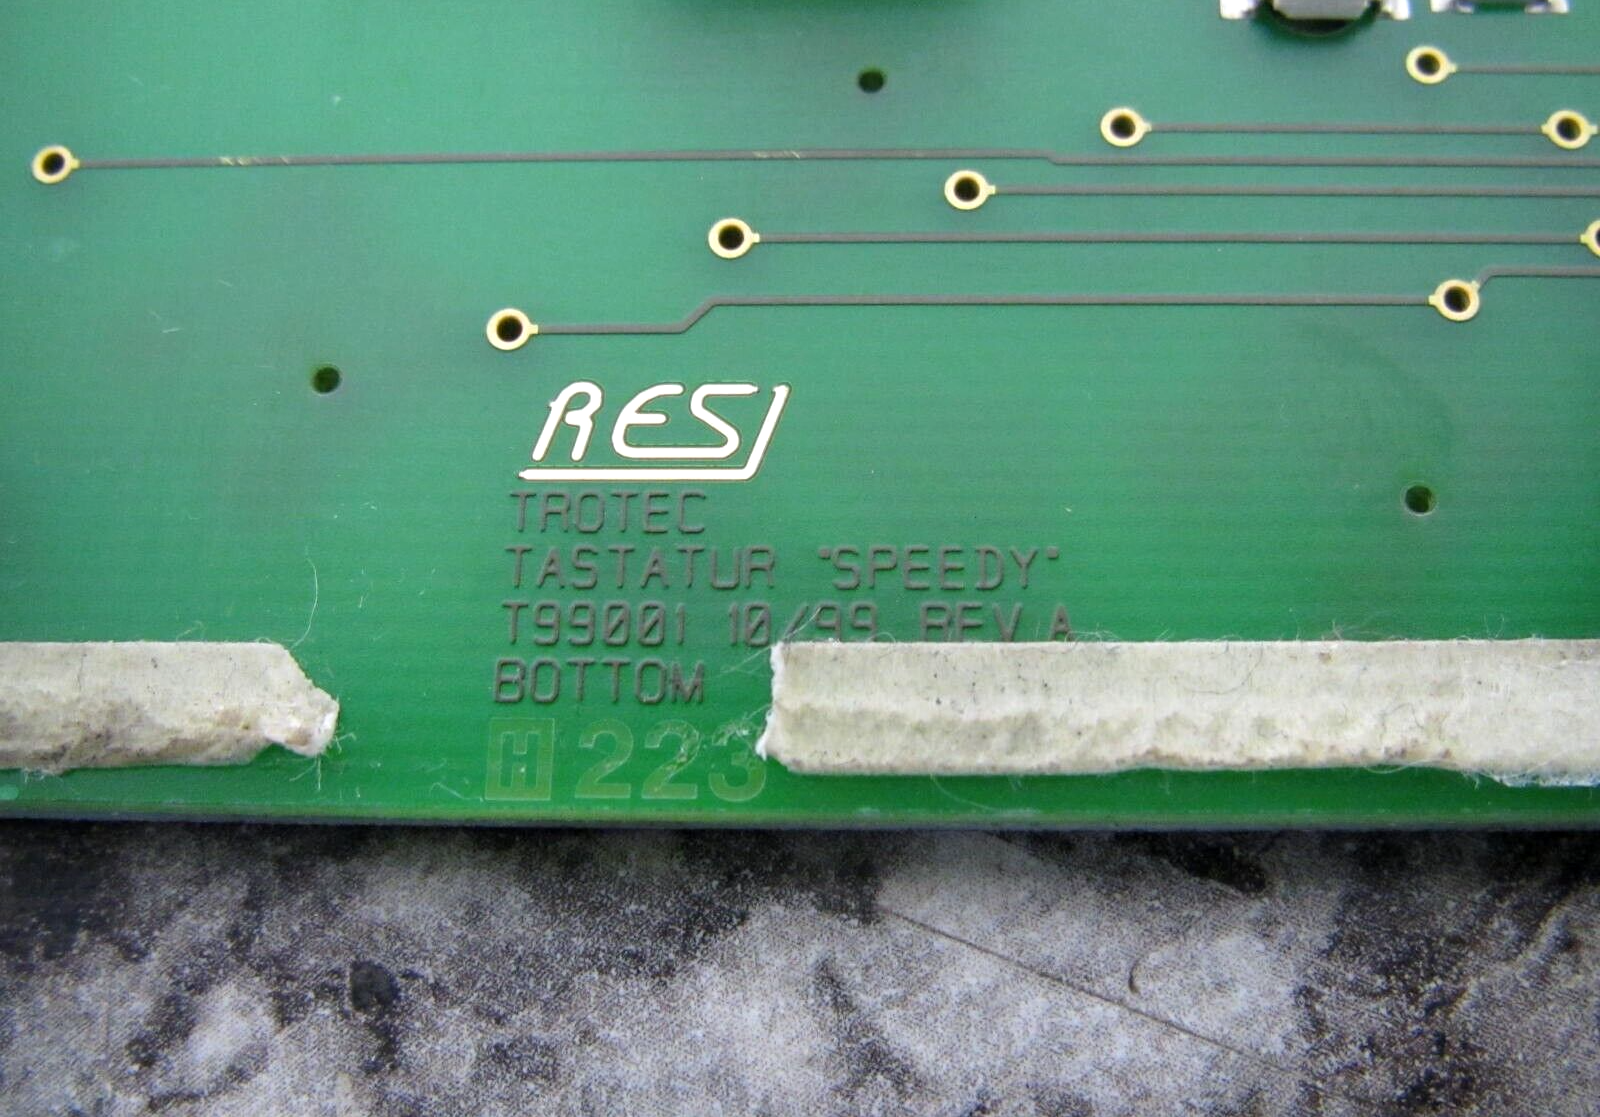 RESI
TROTEC
TASTATUR "SPEEDY"
T99001 10/99 REV A
BOTTOM
H 223